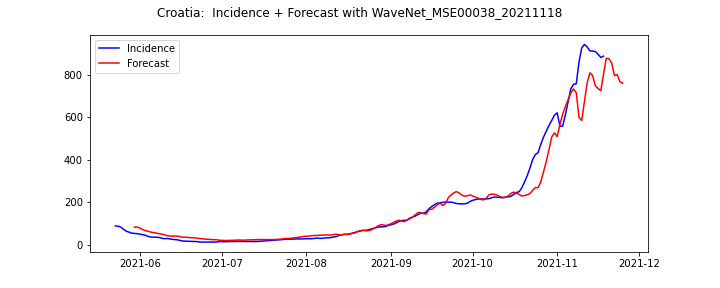 Croatia:  Incidence + Forecast with WaveNet_MSE00038_20211118
Incidence
Forecast
800
600
400
200
0
2021-06 2021-07 2021-08 2021-09 2021-10 2021-11 2021-12